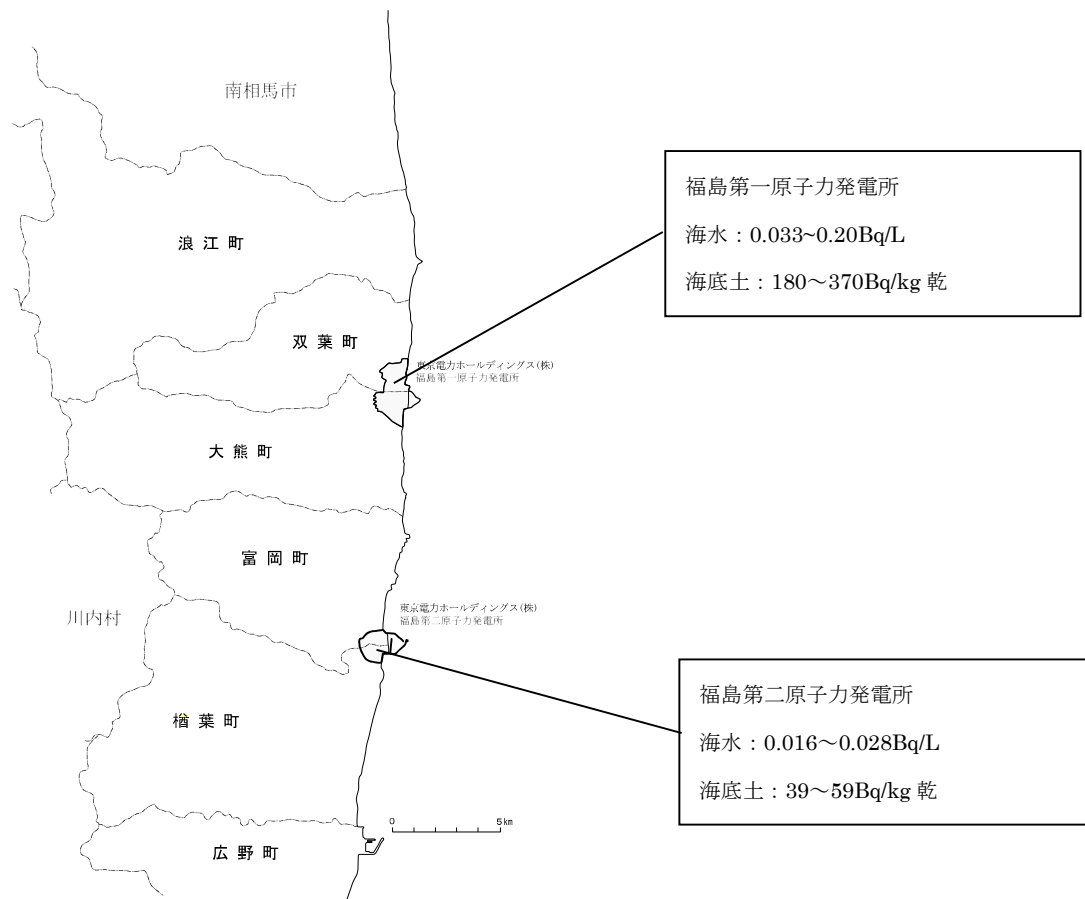 南相馬市
福島第一原子力発電所
海水：0.033~0.20Bq/L
海底土：180～370Bq/kg 乾
浪江町
双葉町
東京電力ホールディングス(株)
福島第一原子力発電所
大熊町
富岡町
川内村
東京電力ホールディングス(株)
福島第二原子力発電所
福島第二原子力発電所
海水：0.016～0.028Bq/L
海底土：39～59Bq/kg 乾
楢葉町
0 5km
広野町